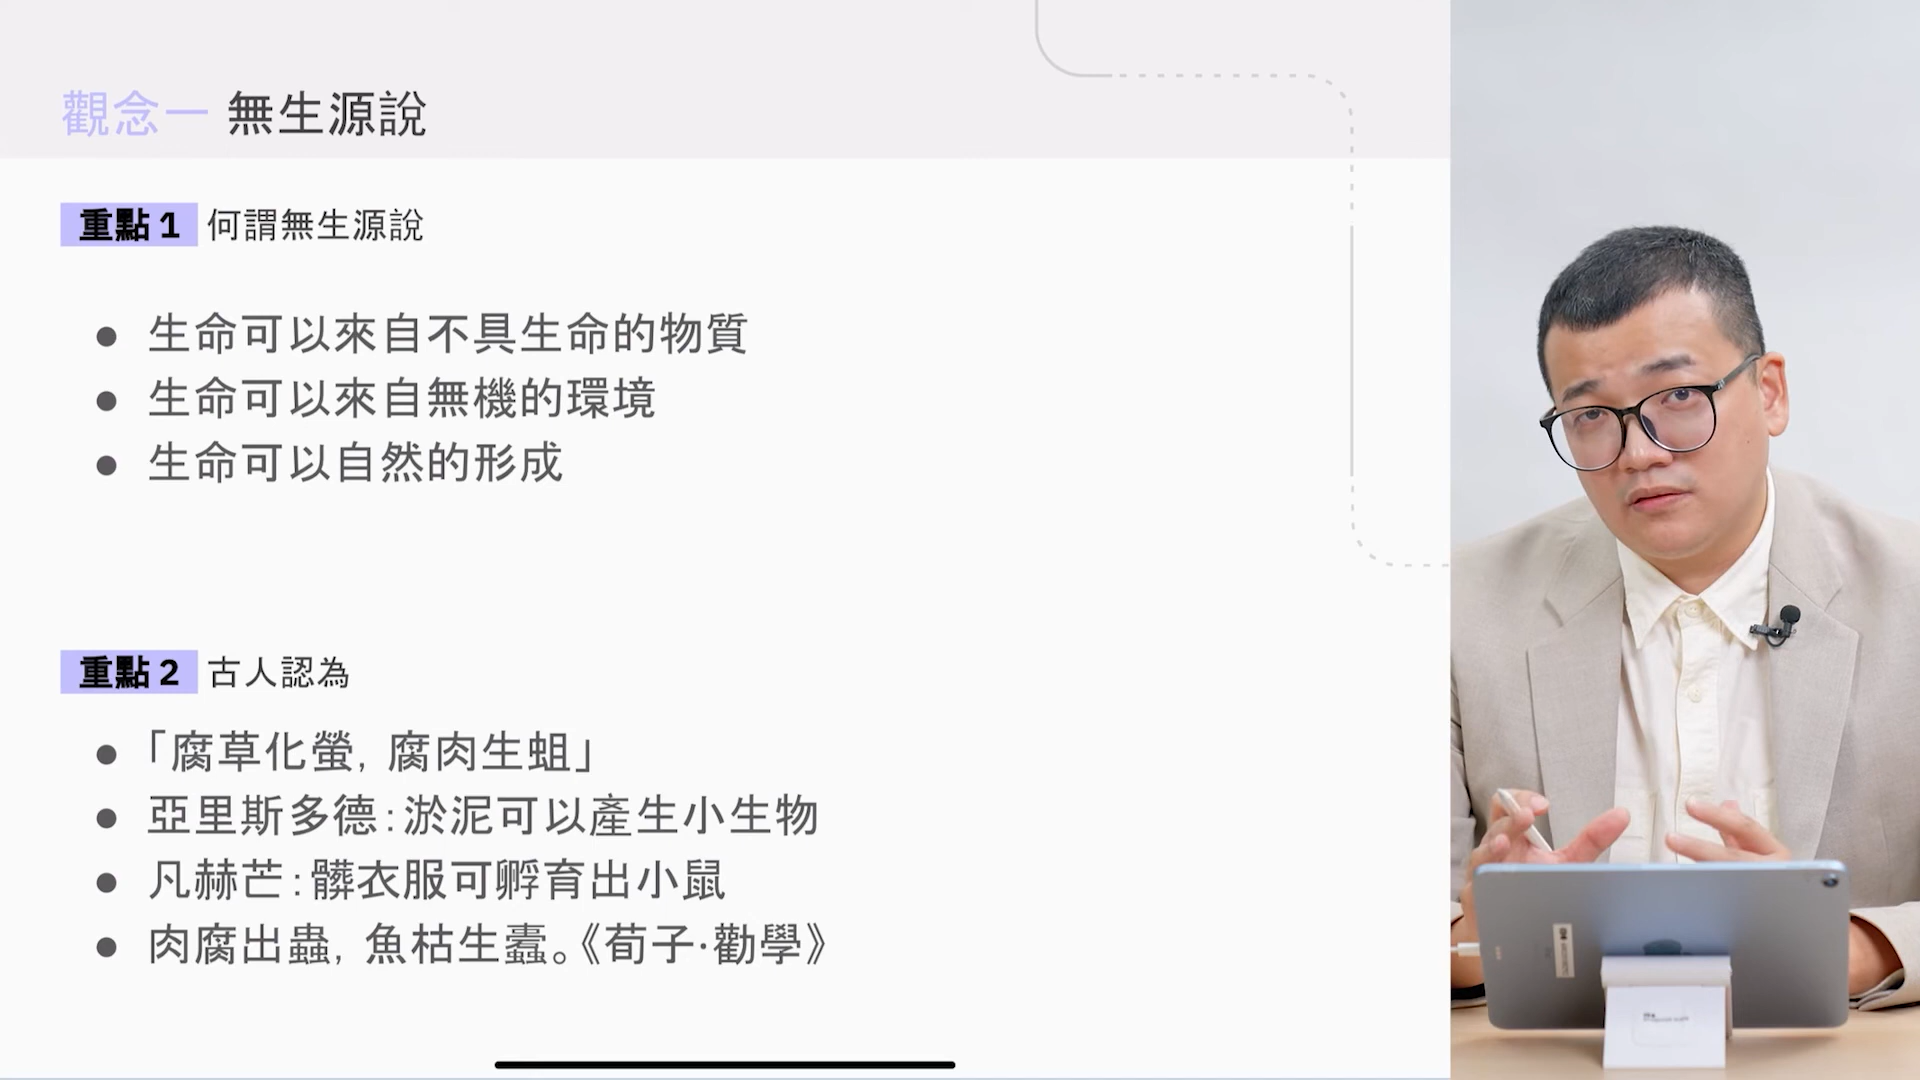 觀念一 無生源說
重點 1 何謂無生源說
● 生命可以來自不具生命的物質
● 生命可以來自無機的環境
● 生命可以自然的形成
重點 2 古人認為
● 「腐草化螢, 腐肉生蛆」
● 亞里斯多德:淤泥可以產生小生物
● 凡赫芒:髒衣服可孵育出小鼠
● 肉腐出蟲, 魚枯生蠹。《荀子·勸學》